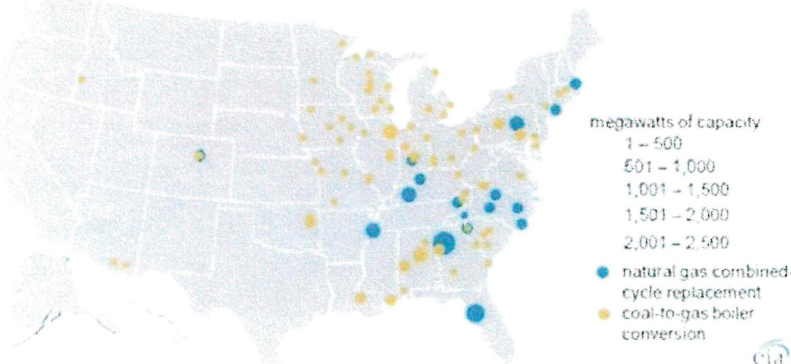 megawatts of capacity
1 – 500
501 – 1,000
1,001 – 1,500
1,501 – 2,000
2,001 – 2,500
natural gas combined-
cycle replacement
coal-to-gas boiler
conversion
eia